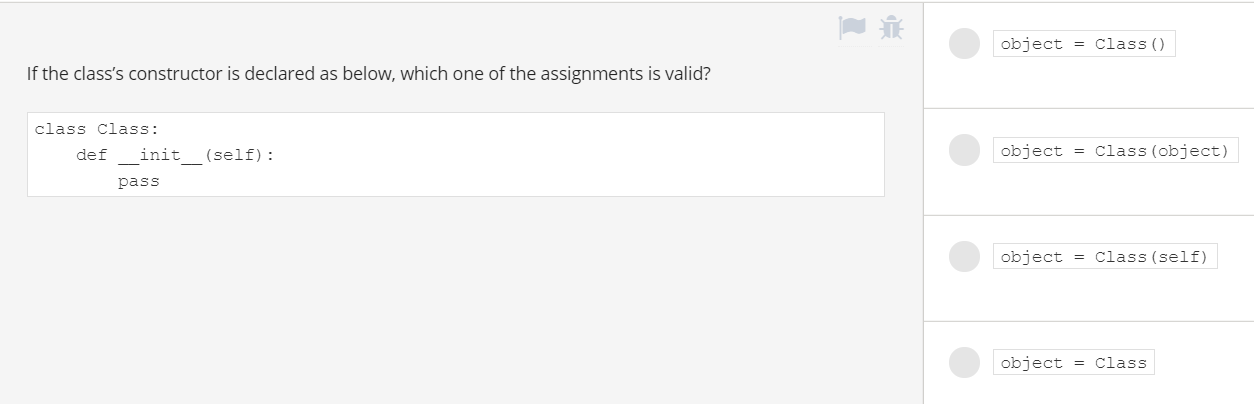 If the class’s constructor is declared as below, which one of the assignments is valid?
class Class:
    def __init__(self):
        pass
object = Class()
object = Class(object)
object = Class(self)
object = Class